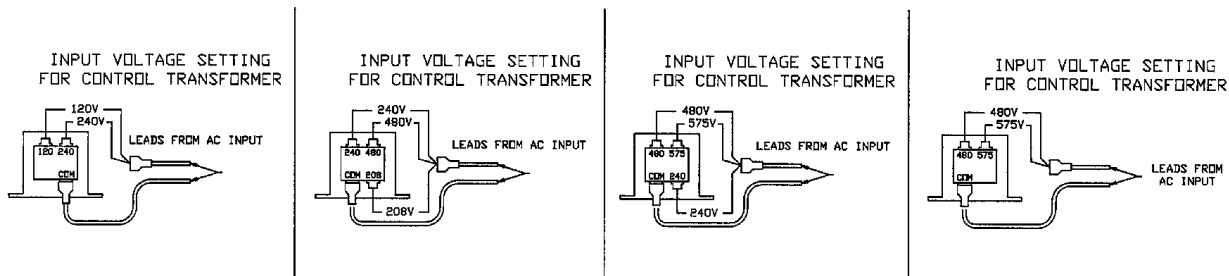 INPUT VOLTAGE SETTING
FOR CONTROL TRANSFORMER
120V
240V
LEADS FROM AC INPUT
120 240
COM
INPUT VOLTAGE SETTING
FOR CONTROL TRANSFORMER
240V
480V
LEADS FROM AC INPUT
240 480
COM 208
208V
INPUT VOLTAGE SETTING
FOR CONTROL TRANSFORMER
480V
575V
LEADS FROM AC INPUT
480 575
COM 240
240V
INPUT VOLTAGE SETTING
FOR CONTROL TRANSFORMER
480V
575V
480 575
COM
LEADS FROM
AC INPUT